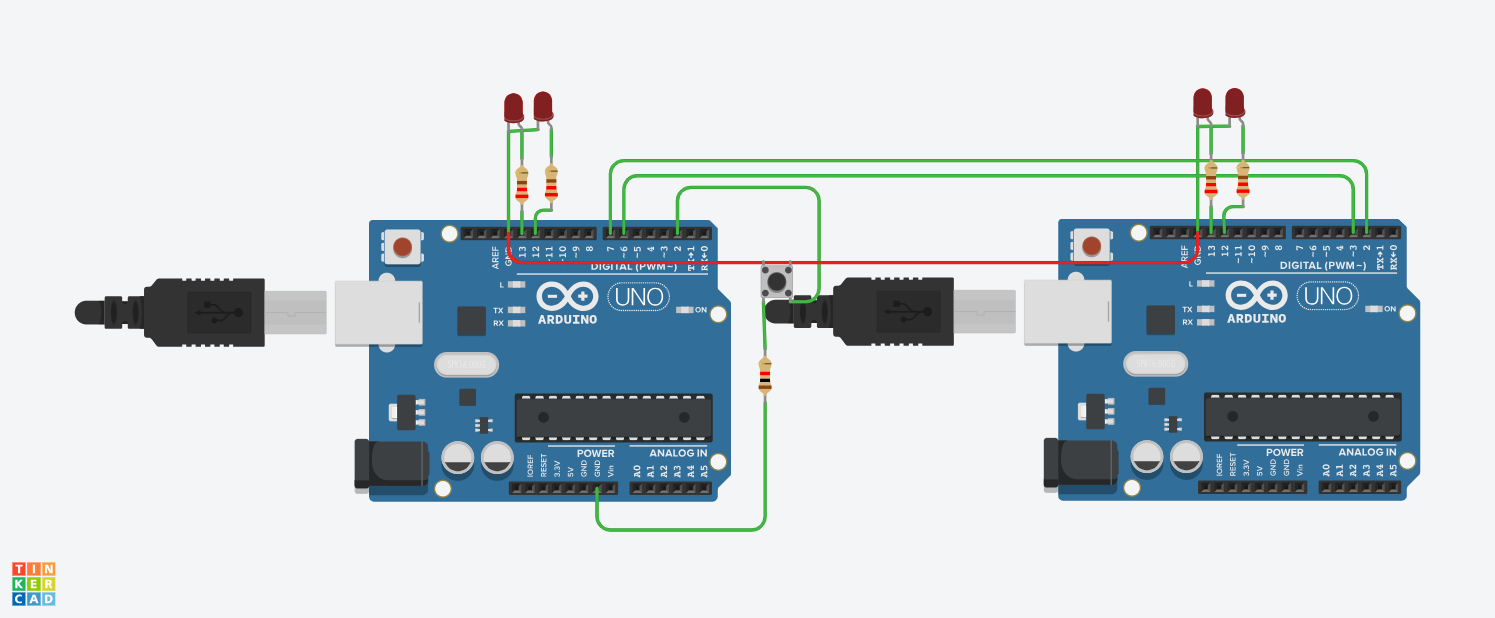 AREF
GND
13
12
~11
~10
~9
8
7
~6
~5
4
~3
2
TX→1
RX←0
DIGITAL (PWM~)
L
TX
RX
UNO
ARDUINO
ON
POWER
ANALOG IN
IOREF
RESET
3.3V
5V
GND
GND
Vin
A0
A1
A2
A3
A4
A5
AREF
GND
13
12
~11
~10
~9
8
7
~6
~5
4
~3
2
TX→1
RX←0
DIGITAL (PWM~)
L
TX
RX
UNO
ARDUINO
ON
POWER
ANALOG IN
IOREF
RESET
3.3V
5V
GND
GND
Vin
A0
A1
A2
A3
A4
A5
TIN
KER
CAD